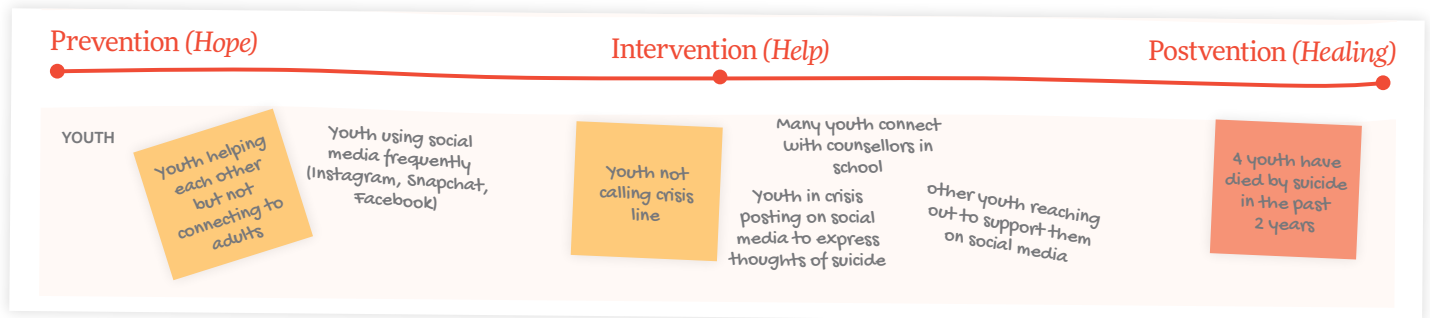 Prevention (Hope)
Intervention (Help)
Postvention (Healing)
YOUTH
Youth helping
each other
but not
connecting to
adults
Youth using social
media frequently
(Instagram, Snapchat,
Facebook)
Youth not
calling crisis
line
Many youth connect
with counsellors in
school
Youth in crisis
posting on social
media to express
thoughts of suicide
other youth reaching
out to support them
on social media
4 youth have
died by suicide
in the past
2 years